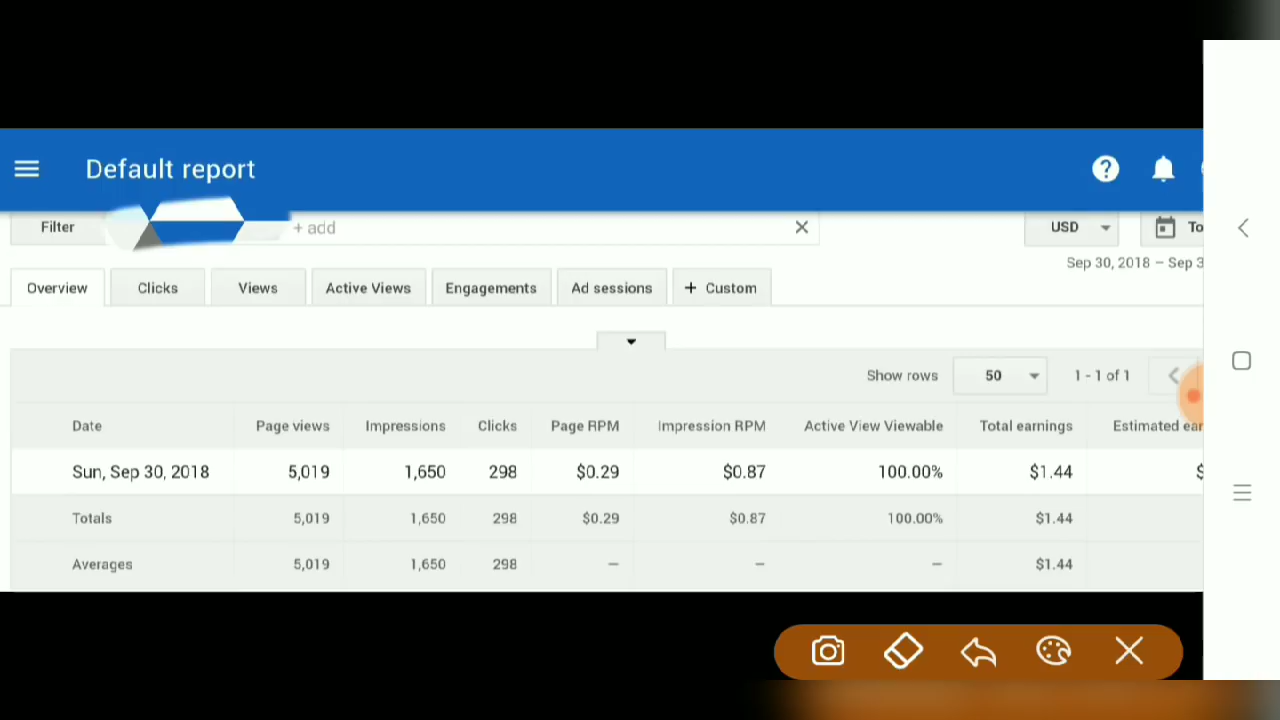 Default report
Filter + add USD To
Sep 30, 2018 – Sep 3
Overview Clicks Views Active Views Engagements Ad sessions + Custom
Show rows 50 1 - 1 of 1
Date Page views Impressions Clicks Page RPM Impression RPM Active View Viewable Total earnings Estimated ear
Sun, Sep 30, 2018 5,019 1,650 298 $0.29 $0.87 100.00% $1.44 $
Totals 5,019 1,650 298 $0.29 $0.87 100.00% $1.44
Averages 5,019 1,650 298 – – – $1.44